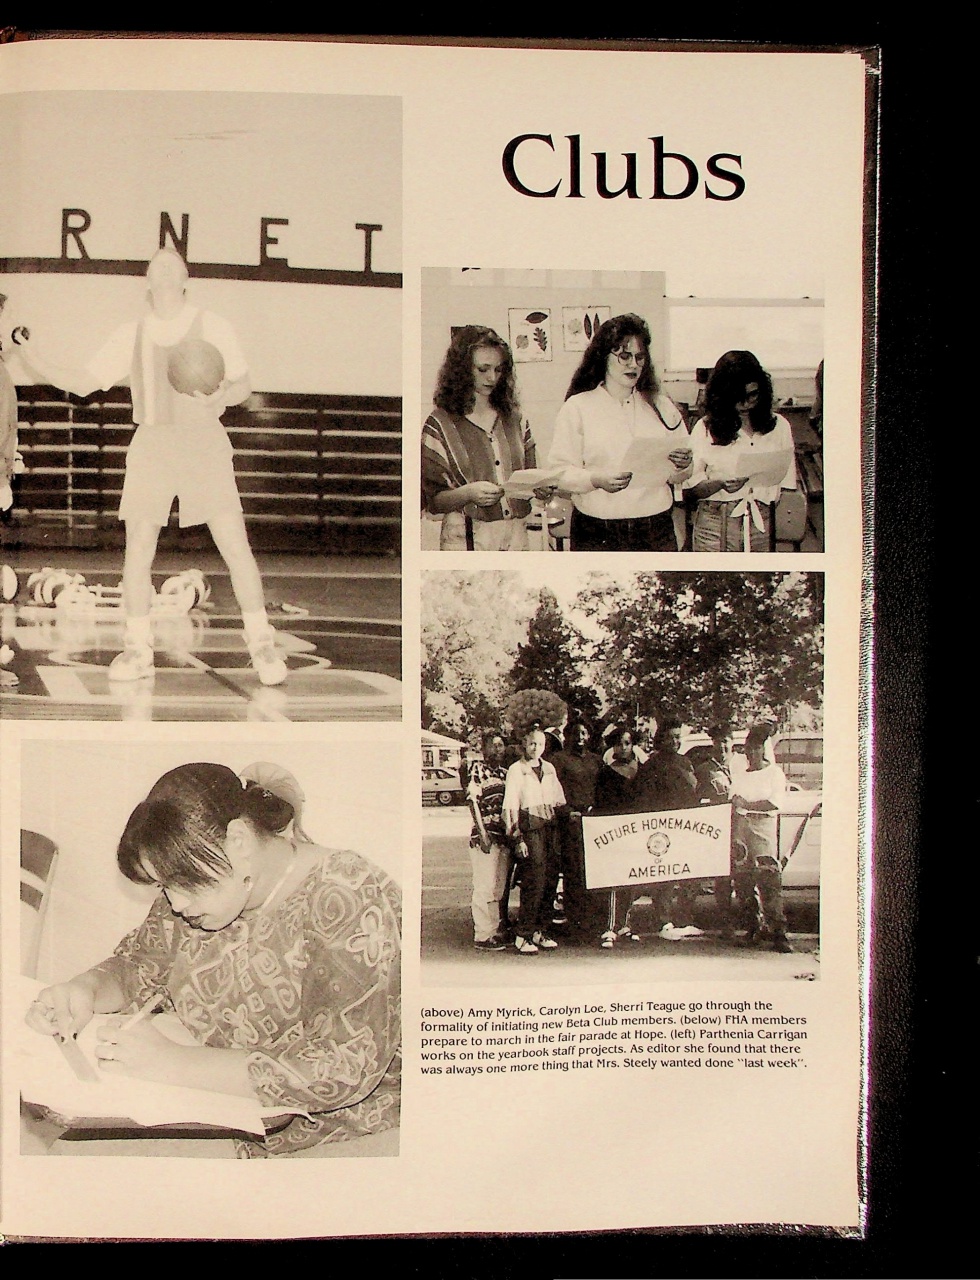 Clubs
R N E T
FUTURE HOMEMAKERS
OF
AMERICA
(above) Amy Myrick, Carolyn Loe, Sherri Teague go through the
formality of initiating new Beta Club members. (below) FHA members
prepare to march in the fair parade at Hope. (left) Parthenia Carrigan
works on the yearbook staff projects. As editor she found that there
was always one more thing that Mrs. Steely wanted done "last week".